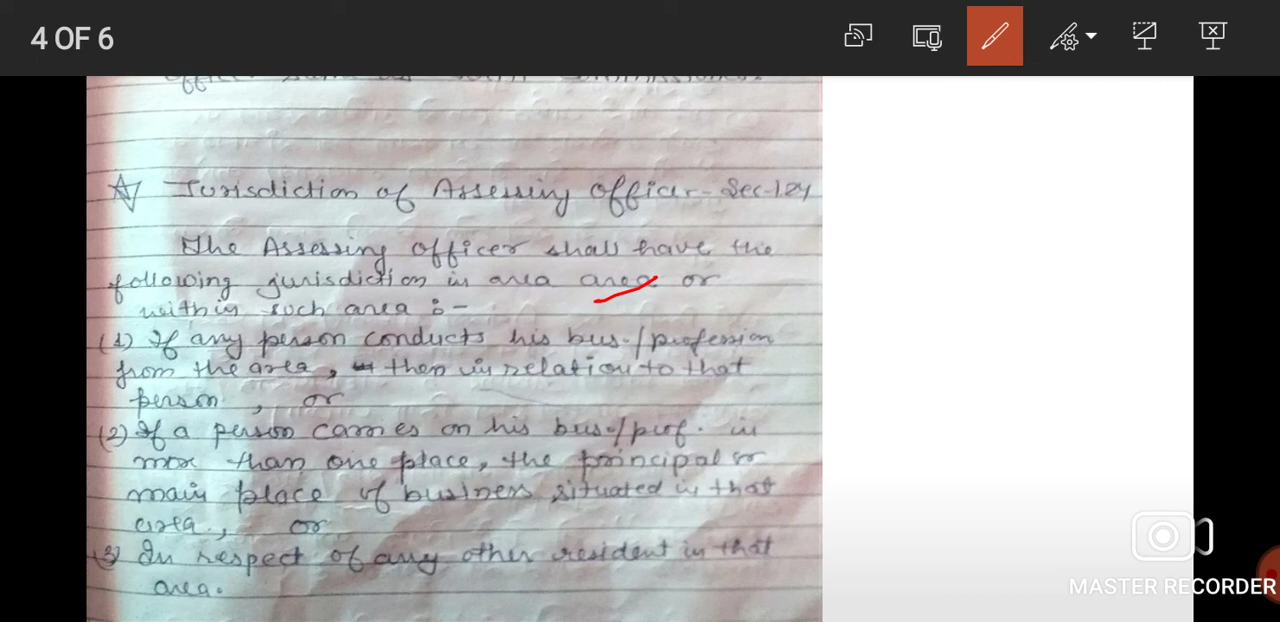 4 OF 6
☆ Jurisdiction of Assessing Officer - Sec-124
The Assessing Officer shall have the
following jurisdiction in area area or
within such area :-
(1) If any person conducts his bus./profession
from the area, then in relation to that
person, or
(2) If a person carries on his bus./prof. in
more than one place, the principal or
main place of business situated in that
area, or
(3) In respect of any other resident in that
area.
MASTER RECORDER